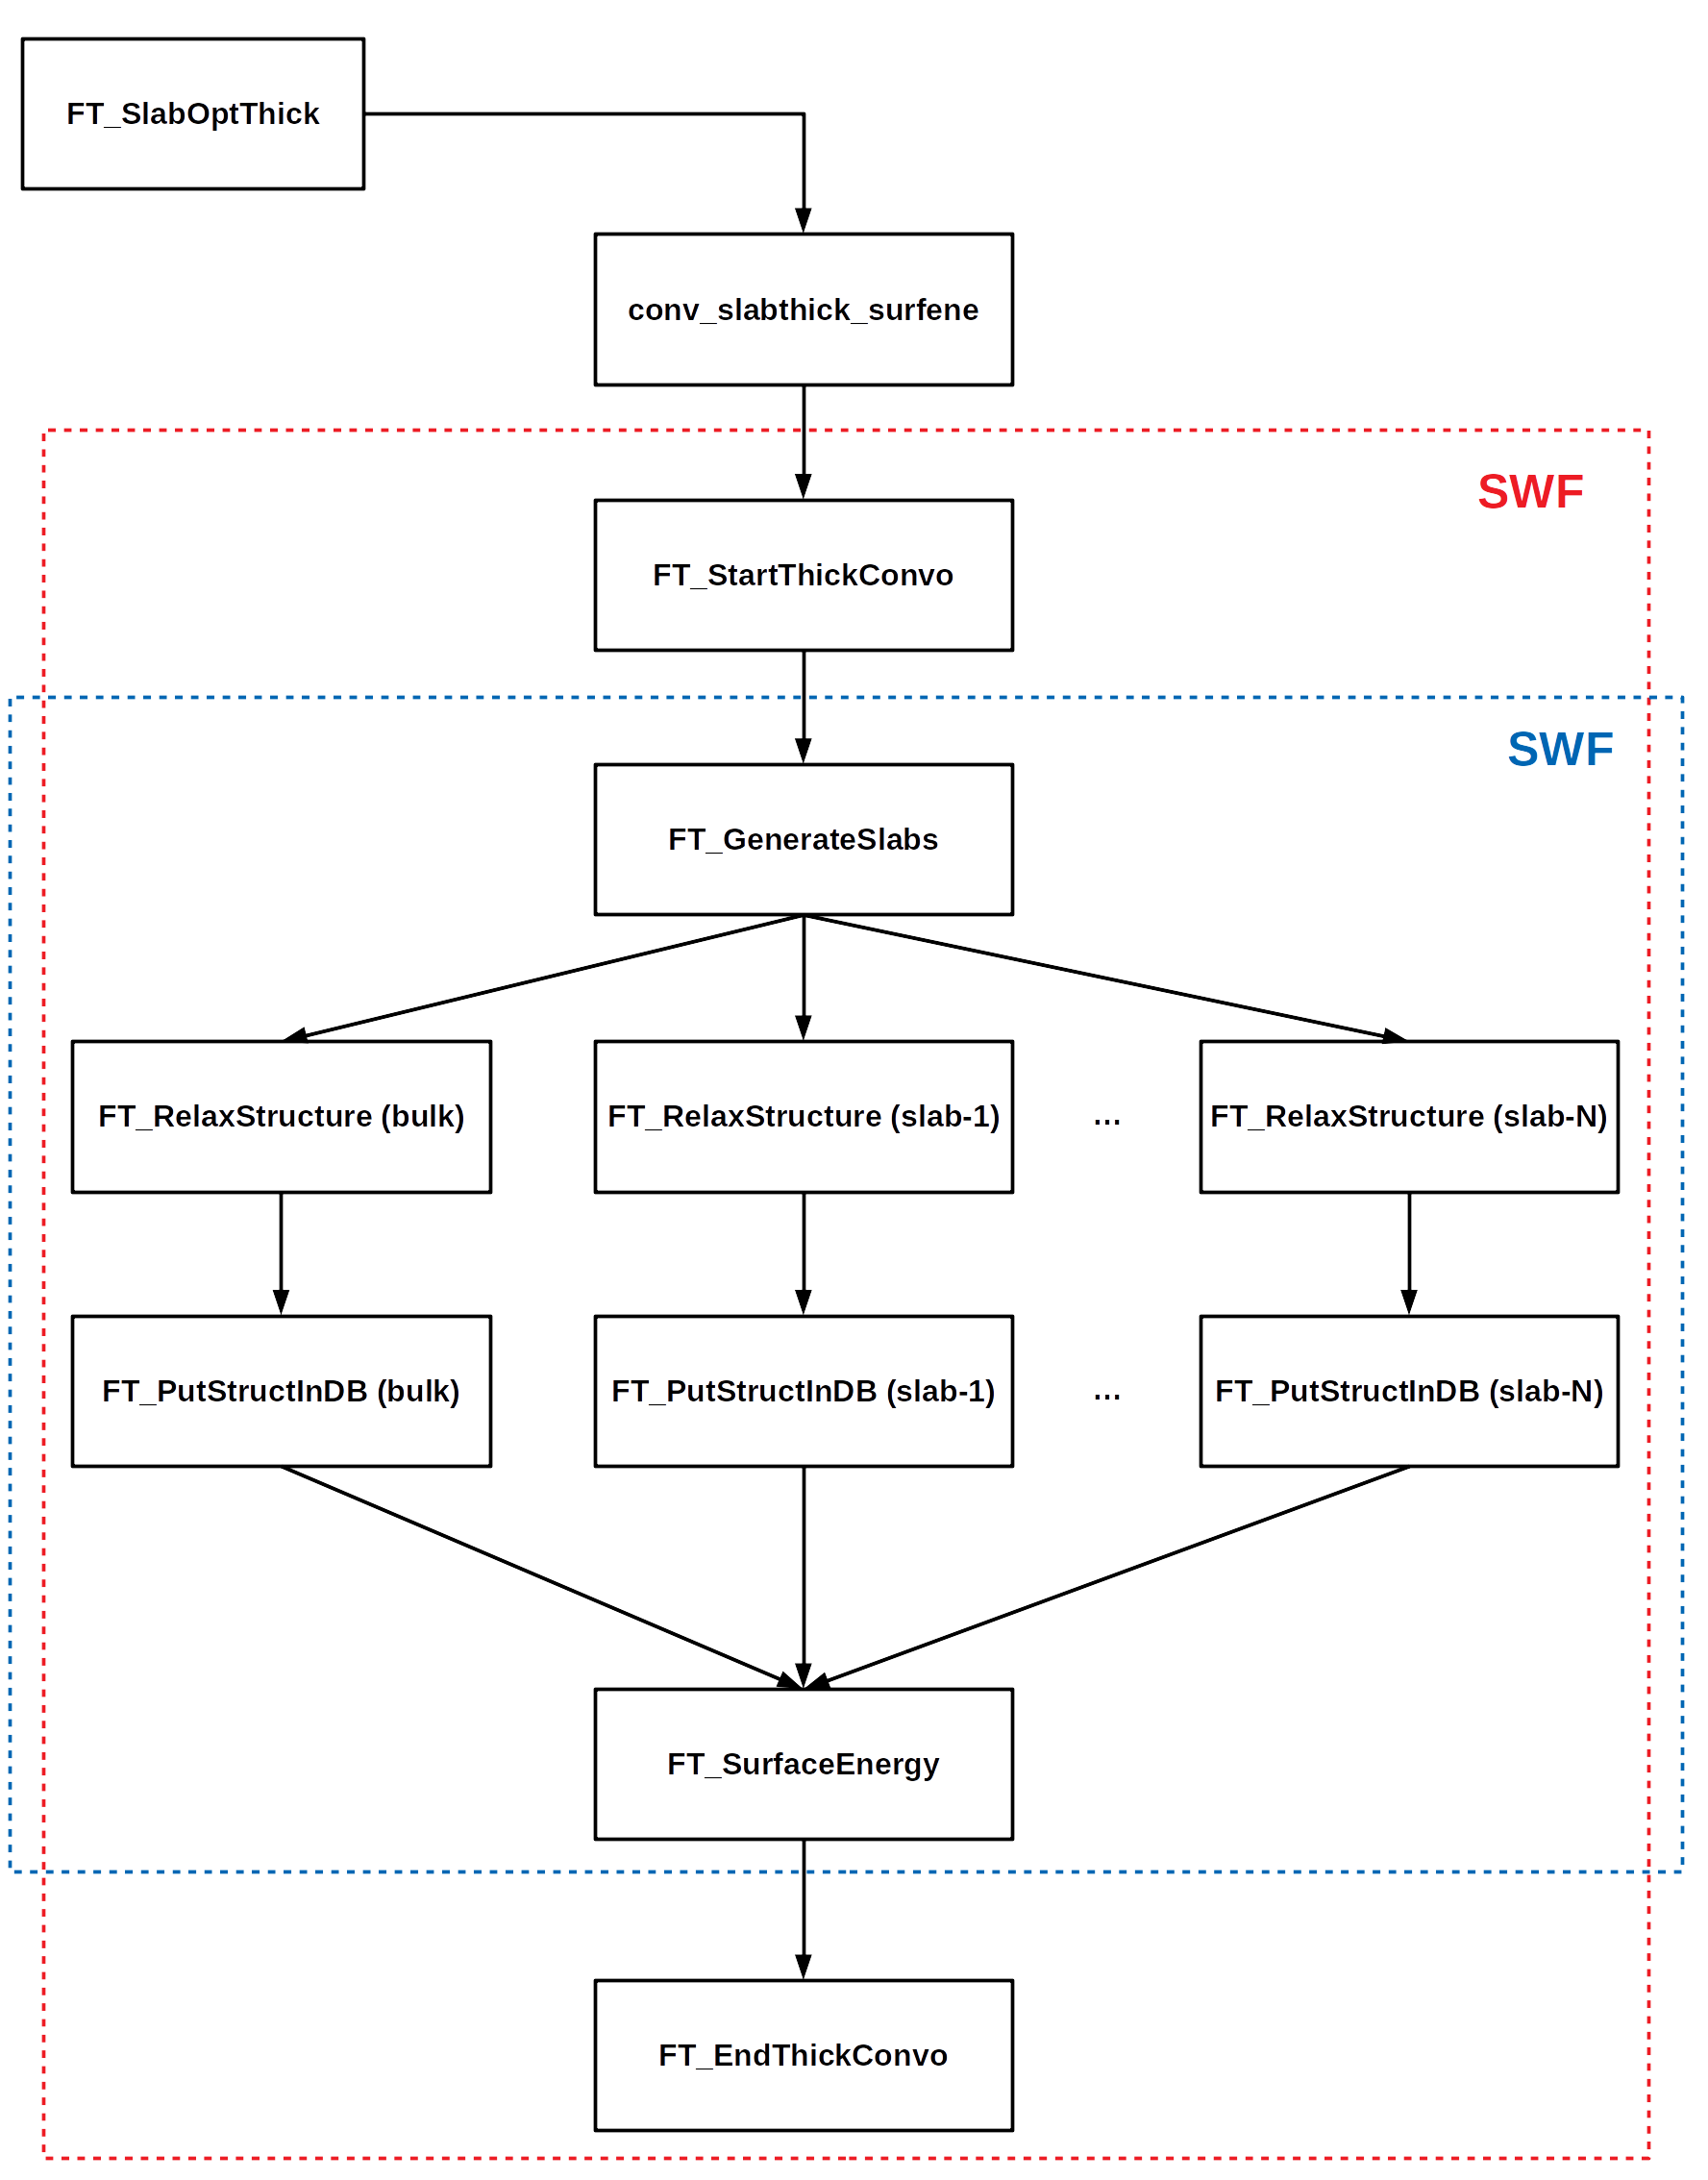 FT_SlabOptThick
conv_slabthick_surfene
SWF
FT_StartThickConvo
SWF
FT_GenerateSlabs
FT_RelaxStructure (bulk)
FT_RelaxStructure (slab-1)
...
FT_RelaxStructure (slab-N)
FT_PutStructInDB (bulk)
FT_PutStructInDB (slab-1)
...
FT_PutStructInDB (slab-N)
FT_SurfaceEnergy
FT_EndThickConvo